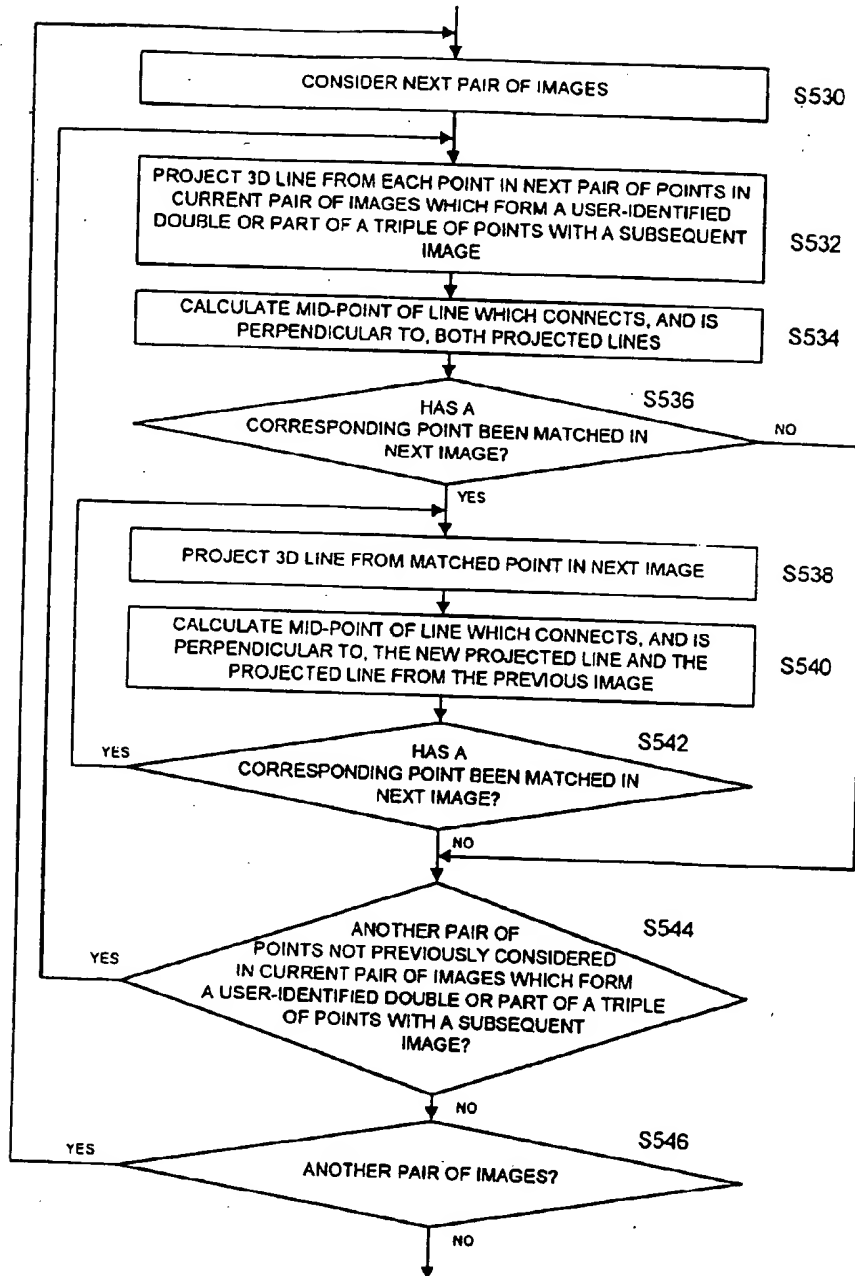 CONSIDER NEXT PAIR OF IMAGES
S530
PROJECT 3D LINE FROM EACH POINT IN NEXT PAIR OF POINTS IN
CURRENT PAIR OF IMAGES WHICH FORM A USER-IDENTIFIED
DOUBLE OR PART OF A TRIPLE OF POINTS WITH A SUBSEQUENT
IMAGE
S532
CALCULATE MID-POINT OF LINE WHICH CONNECTS, AND IS
PERPENDICULAR TO, BOTH PROJECTED LINES
S534
S536
HAS A
CORRESPONDING POINT BEEN MATCHED IN
NEXT IMAGE?
NO
YES
PROJECT 3D LINE FROM MATCHED POINT IN NEXT IMAGE
S538
CALCULATE MID-POINT OF LINE WHICH CONNECTS, AND IS
PERPENDICULAR TO, THE NEW PROJECTED LINE AND THE
PROJECTED LINE FROM THE PREVIOUS IMAGE
S540
S542
YES
HAS A
CORRESPONDING POINT BEEN MATCHED IN
NEXT IMAGE?
NO
S544
YES
ANOTHER PAIR OF
POINTS NOT PREVIOUSLY CONSIDERED
IN CURRENT PAIR OF IMAGES WHICH FORM
A USER-IDENTIFIED DOUBLE OR PART OF A TRIPLE
OF POINTS WITH A SUBSEQUENT
IMAGE?
NO
S546
YES
ANOTHER PAIR OF IMAGES?
NO